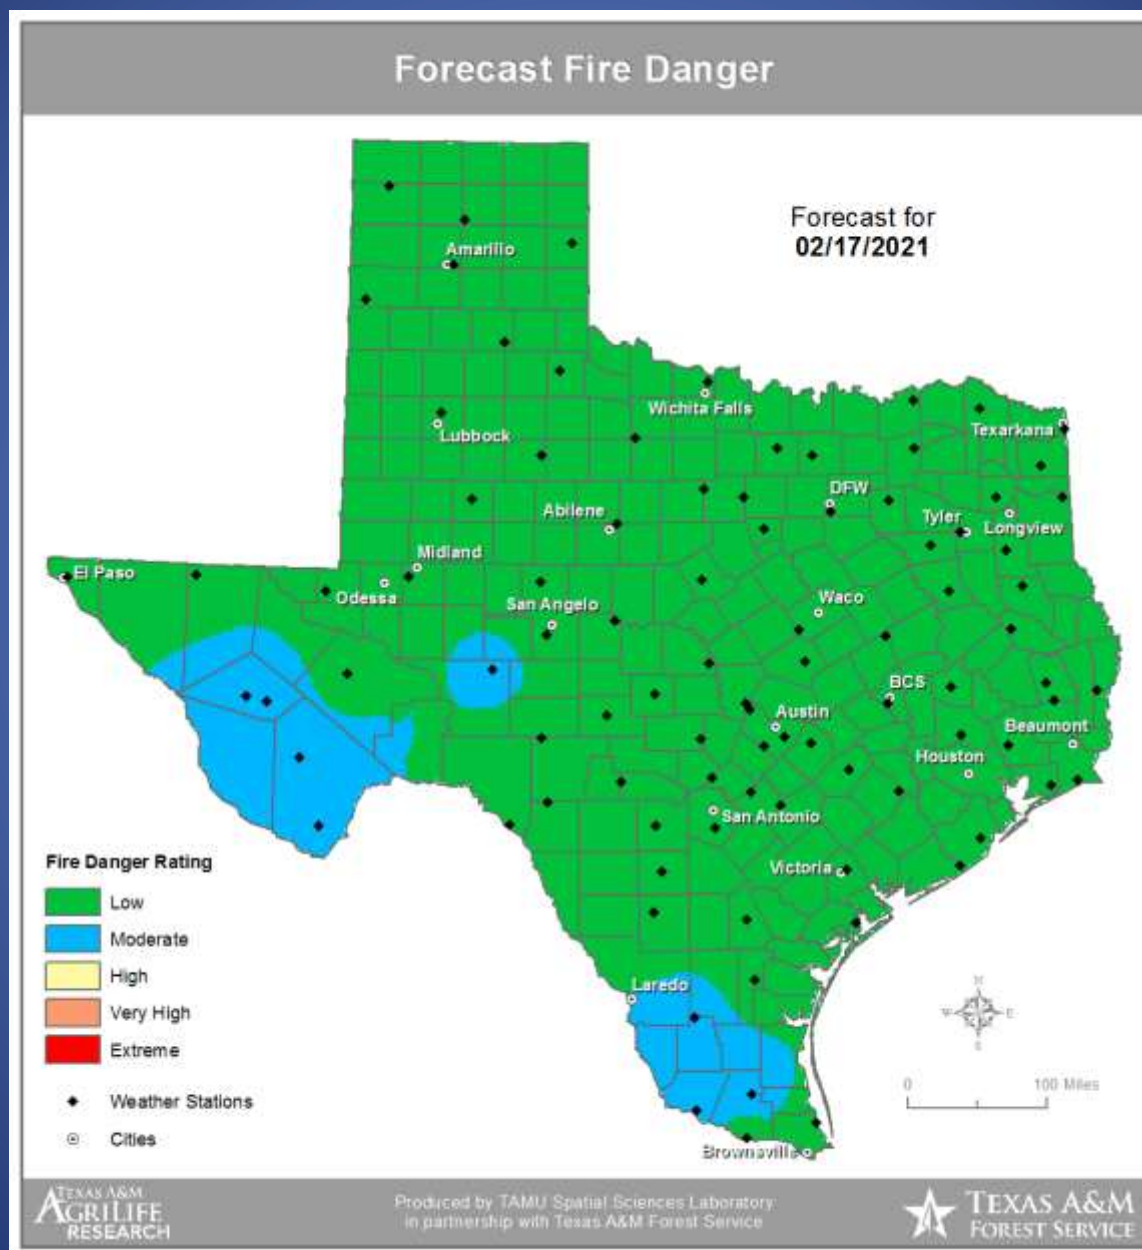 Forecast Fire Danger
Forecast for
02/17/2021
Amarillo
Wichita Falls
Lubbock
Texarkana
DFW
Abilene
Tyler
Longview
Midland
El Paso
Odessa
San Angelo
Waco
BCS
Austin
Beaumont
Houston
San Antonio
Victoria
Laredo
Brownsville
Fire Danger Rating
Low
Moderate
High
Very High
Extreme
Weather Stations
Cities
N
W
E
S
0 100 Miles
TEXAS A&M
AGRILIFE
RESEARCH
Produced by TAMU Spatial Sciences Laboratory
in partnership with Texas A&M Forest Service
TEXAS A&M
FOREST SERVICE